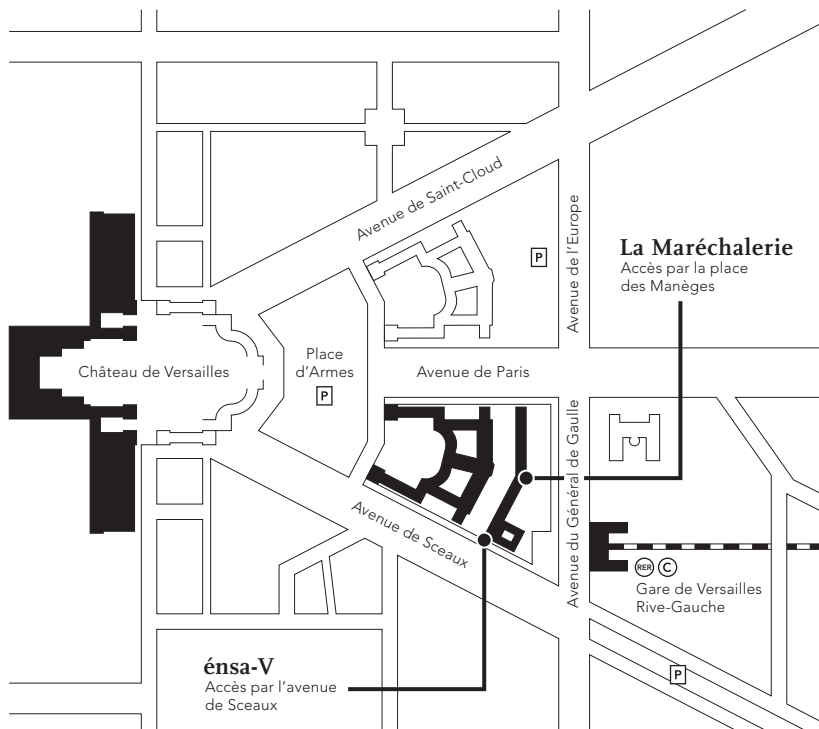 Avenue de Saint-Cloud
Avenue de l'Europe
P
La Maréchalerie
Accès par la place
des Manèges
Château de Versailles
Place
d'Armes
P
Avenue de Paris
Avenue du Général de Gaulle
Avenue de Sceaux
RER C
Gare de Versailles
Rive-Gauche
énsa-V
Accès par l'avenue
de Sceaux
P